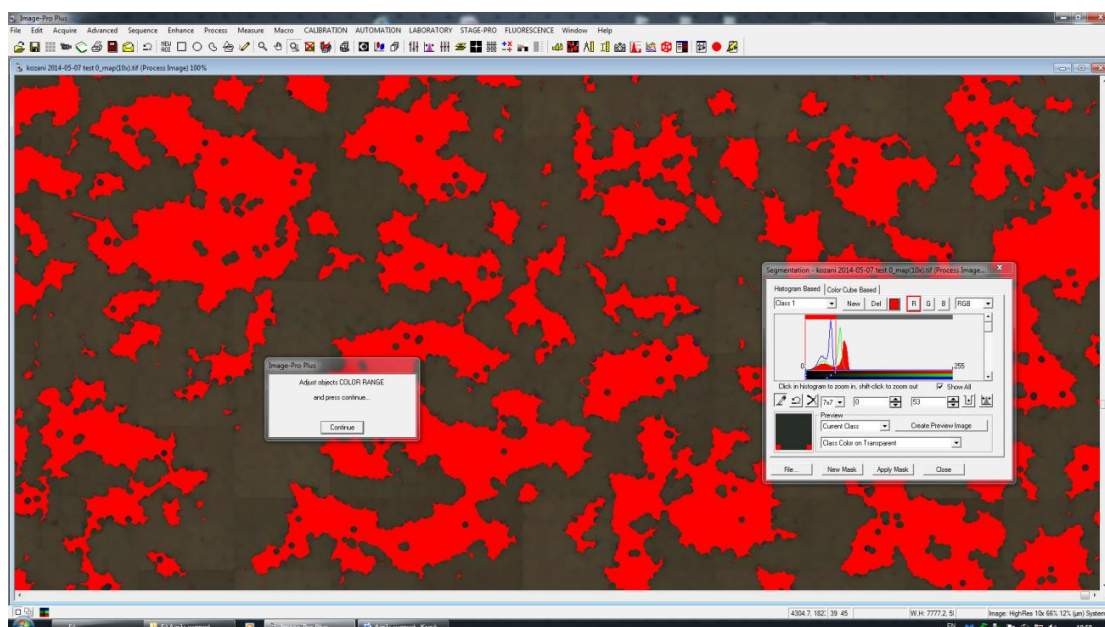 Image-Pro Plus
File Edit Acquire Advanced Sequence Enhance Process Measure Macro CALIBRATION AUTOMATION LABORATORY STAGE-PRO FLUORESCENCE Window Help
kozani 2014-05-07 test 0_map(10x).tif (Process Image) 100%
Segmentation - kozani 2014-05-07 test 0_map(10x).tif (Process Image...
Histogram Based Color Cube Based
Class 1 New Del R G B RGB
0 255
Click in histogram to zoom in, shift-click to zoom out Show All
7x7 0 53
Preview
Current Class Create Preview Image
Class Color on Transparent
File... New Mask Apply Mask Close
Image-Pro Plus
Adjust objects COLOR RANGE
and press continue...
Continue
4304.7, 182 39 45 W.H: 7777.2, 5 Image: HighRes 10x 66% 12% (um) System
EN